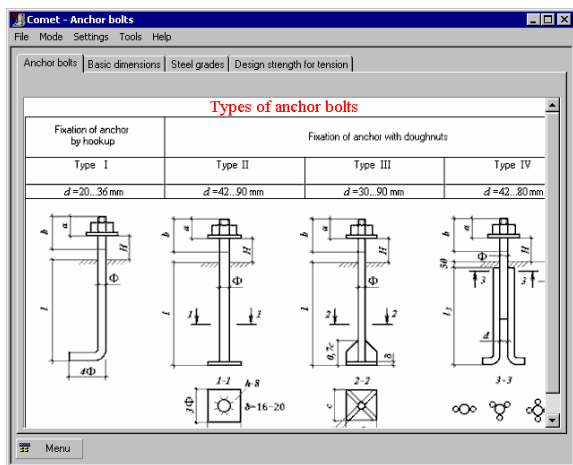 Comet - Anchor bolts
File Mode Settings Tools Help
Anchor bolts Basic dimensions Steel grades Design strength for tension
Types of anchor bolts
Fixation of anchor by hookup
Fixation of anchor with doughnuts
Type I Type II Type III Type IV
d =20...36 mm d =42...90 mm d =30...90 mm d =42...80 mm
b a H b a H b a H b a H
Ф Ф Ф Ф
50
l l l l₃
1 1 2 2 3 3
0,7c δ d
4Ф
1-1 h-8 2-2 3-3
3Ф δ=16-20 c
Menu